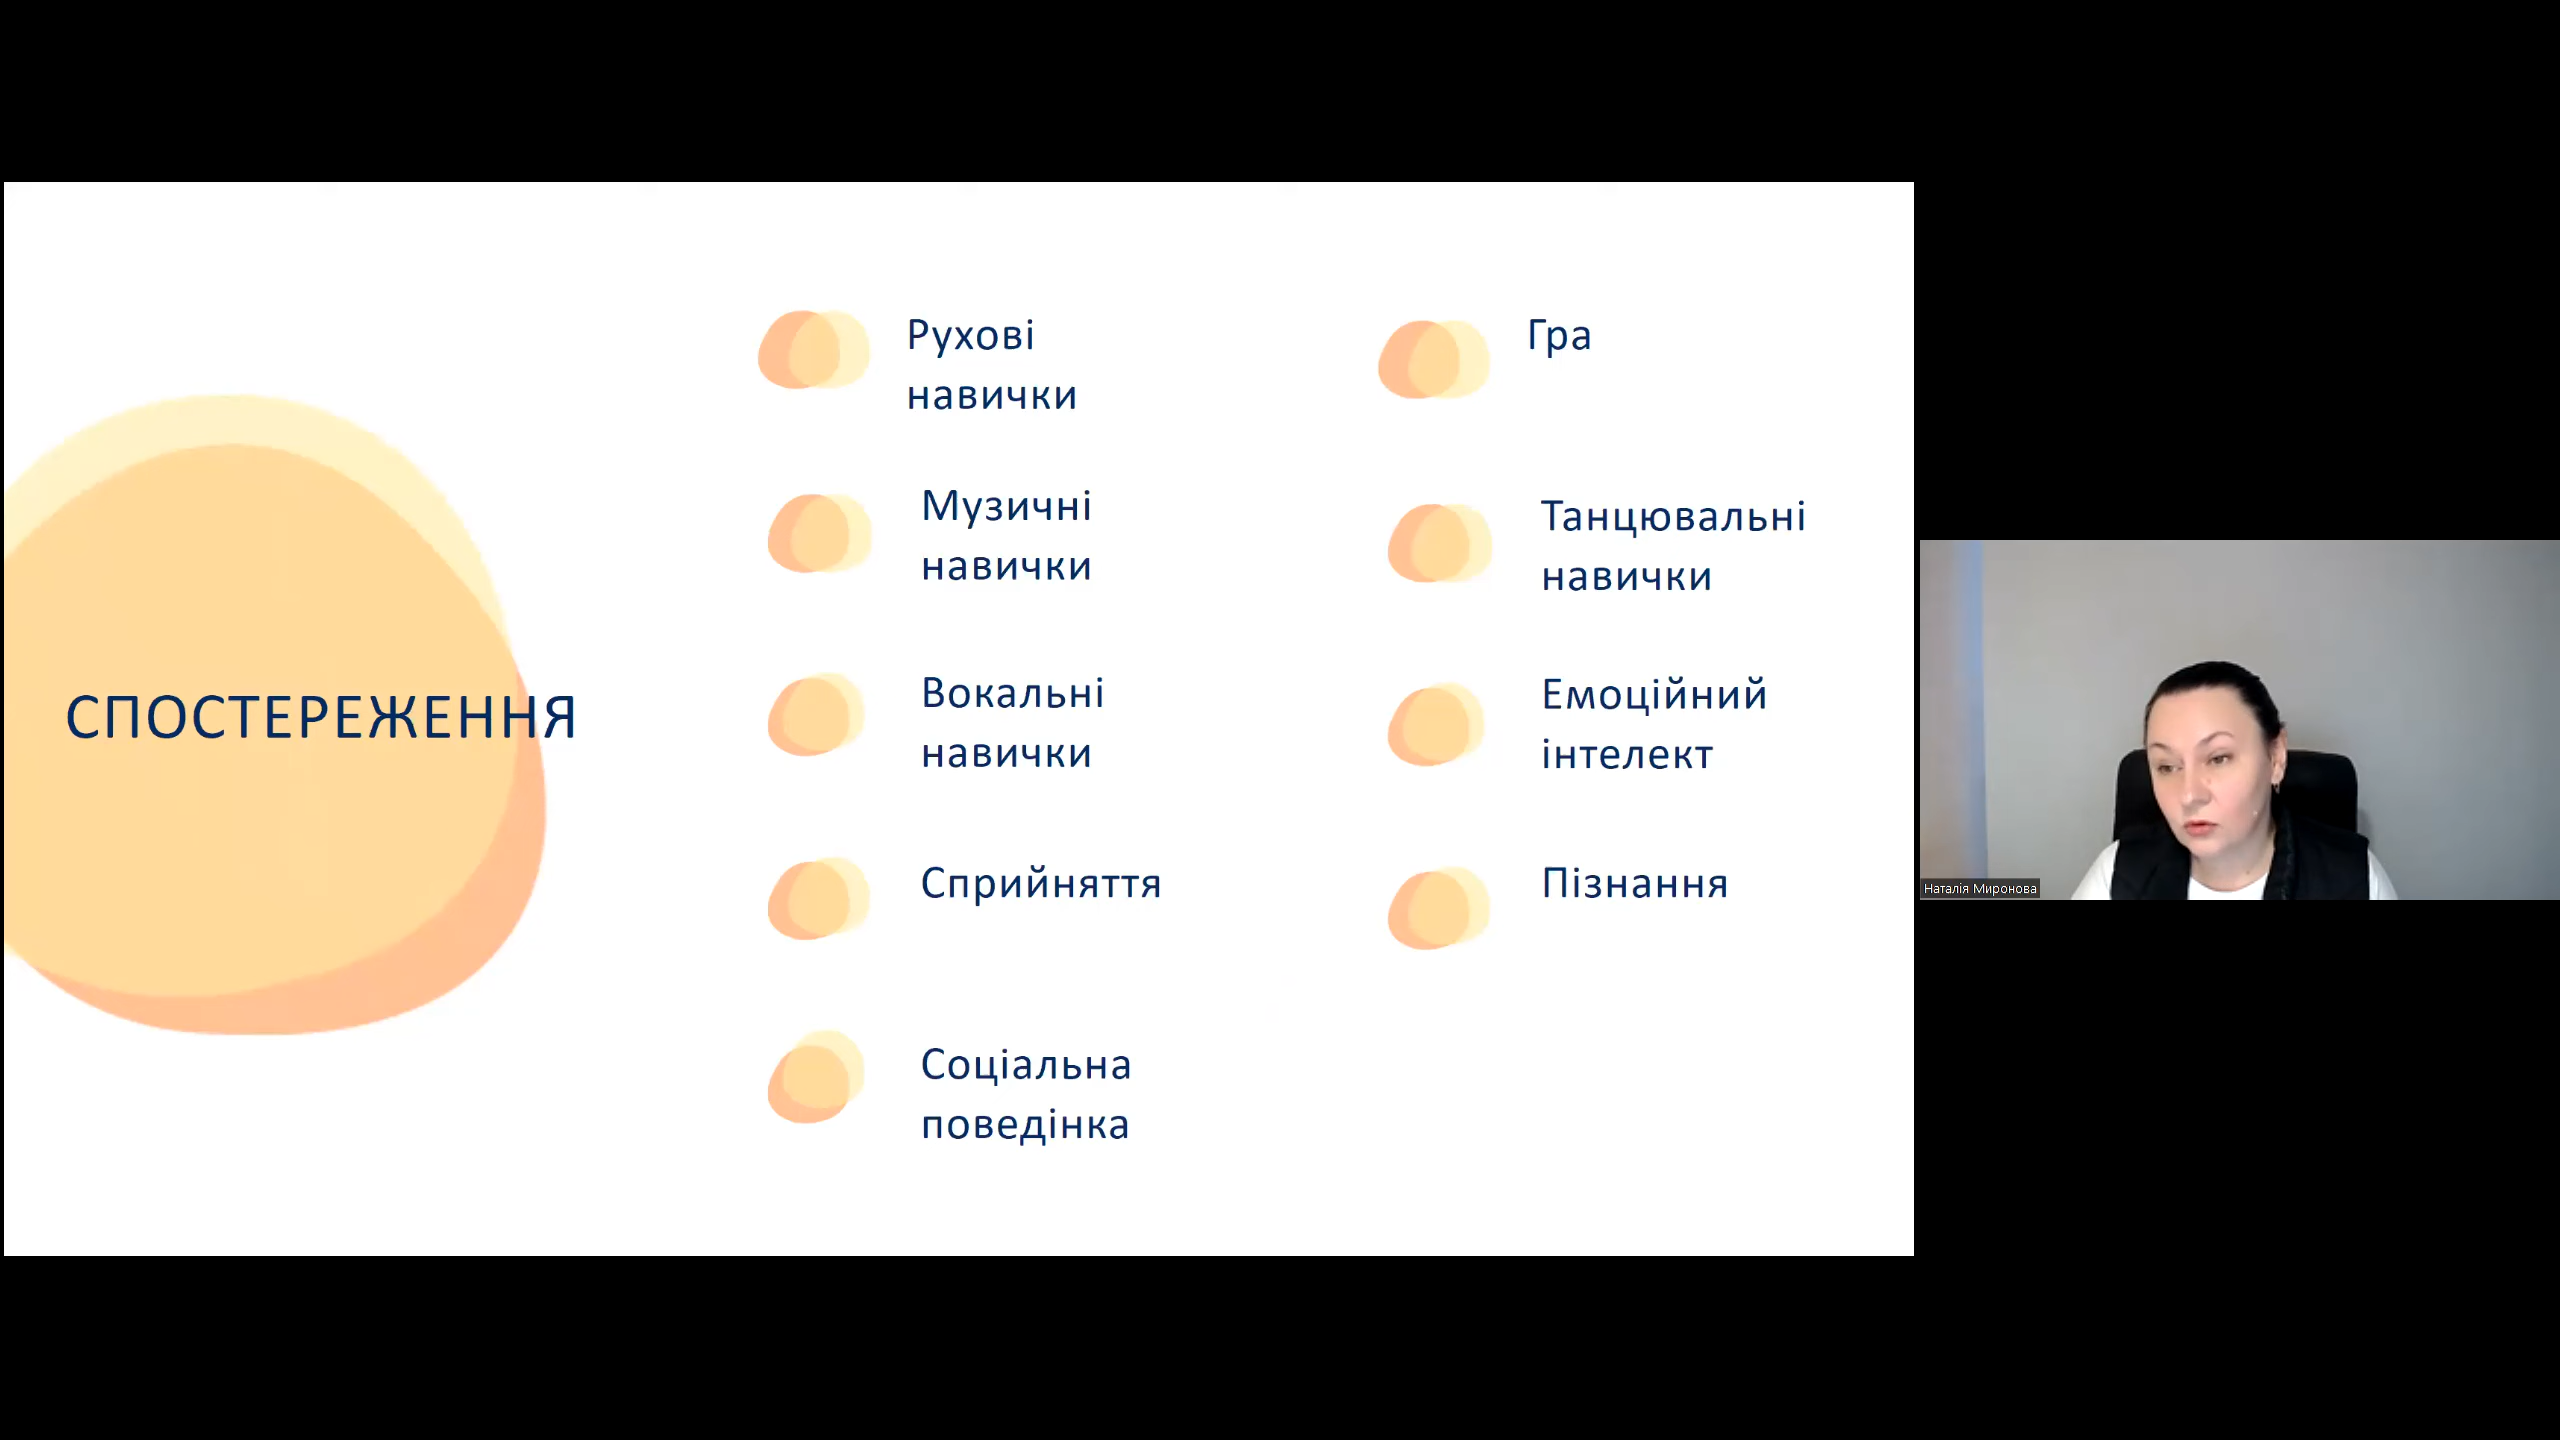 СПОСТЕРЕЖЕННЯ
Рухові
навички
Музичні
навички
Вокальні
навички
Сприйняття
Соціальна
поведінка
Гра
Танцювальні
навички
Емоційний
інтелект
Пізнання
Наталія Миронова